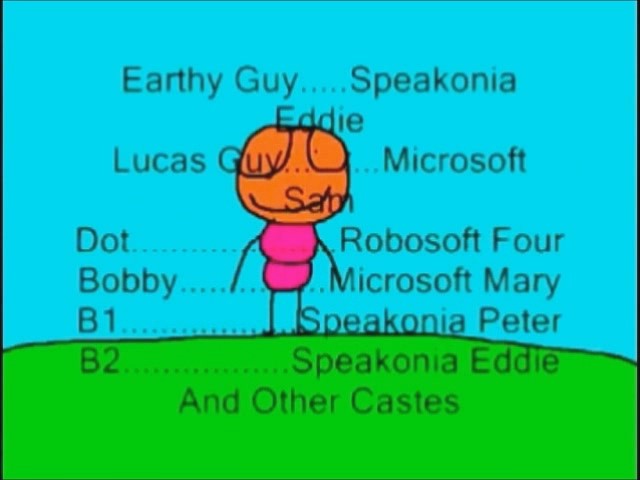 Earthy Guy.....Speakonia
Eddie
Lucas Guy.........Microsoft
Sam
Dot....................Robosoft Four
Bobby..............Microsoft Mary
B1.....................Speakonia Peter
B2.................Speakonia Eddie
And Other Castes